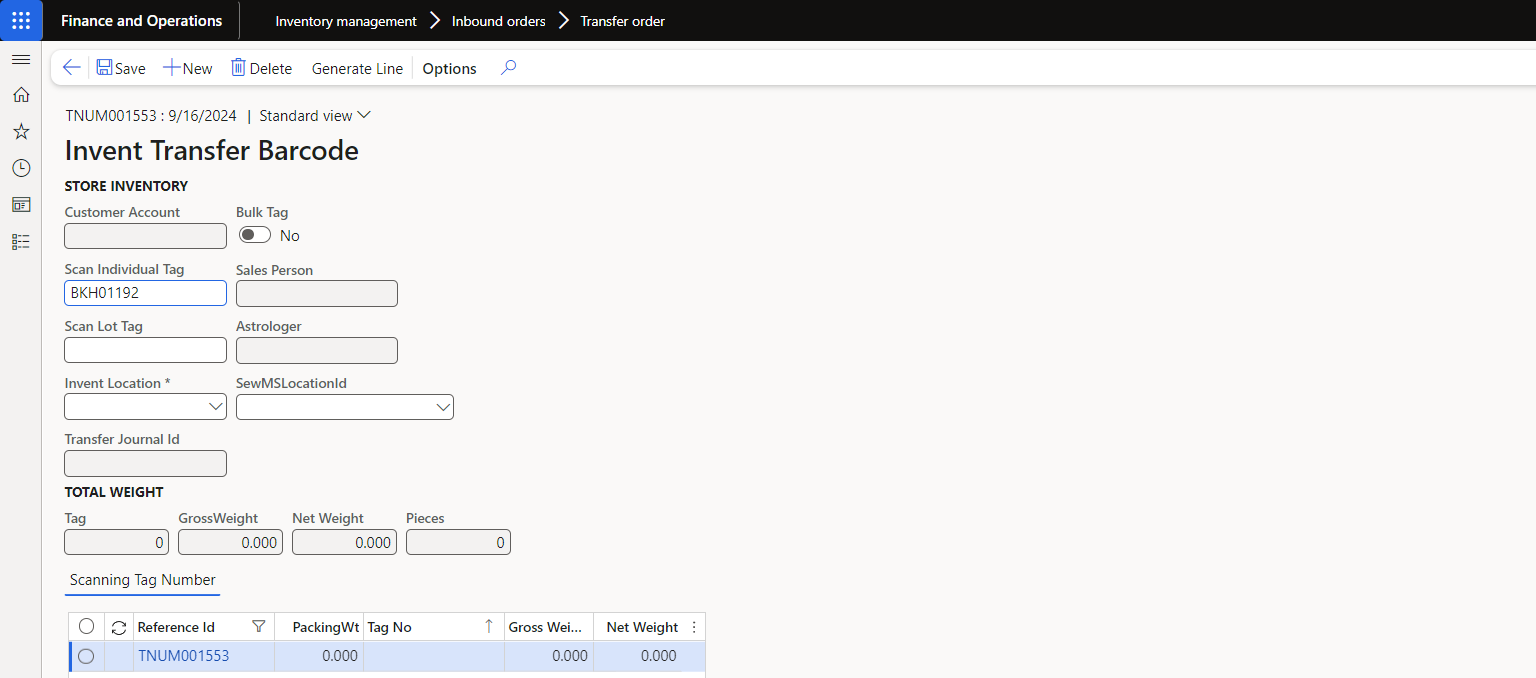 Finance and Operations Inventory management Inbound orders Transfer order
Save New Delete Generate Line Options
TNUM001553 : 9/16/2024 | Standard view
Invent Transfer Barcode
STORE INVENTORY
Customer Account Bulk Tag
No
Scan Individual Tag Sales Person
BKH01192
Scan Lot Tag Astrologer
Invent Location * SewMSLocationId
Transfer Journal Id
TOTAL WEIGHT
Tag GrossWeight Net Weight Pieces
0 0.000 0.000 0
Scanning Tag Number
Reference Id PackingWt Tag No Gross Wei... Net Weight
TNUM001553 0.000 0.000 0.000